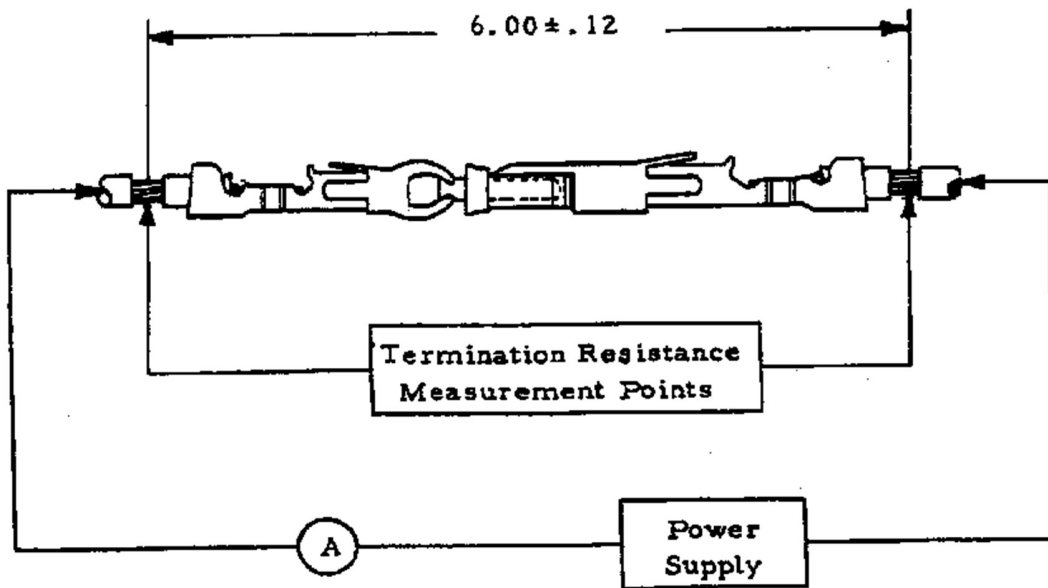 6.00±.12
Termination Resistance
Measurement Points
A
Power
Supply